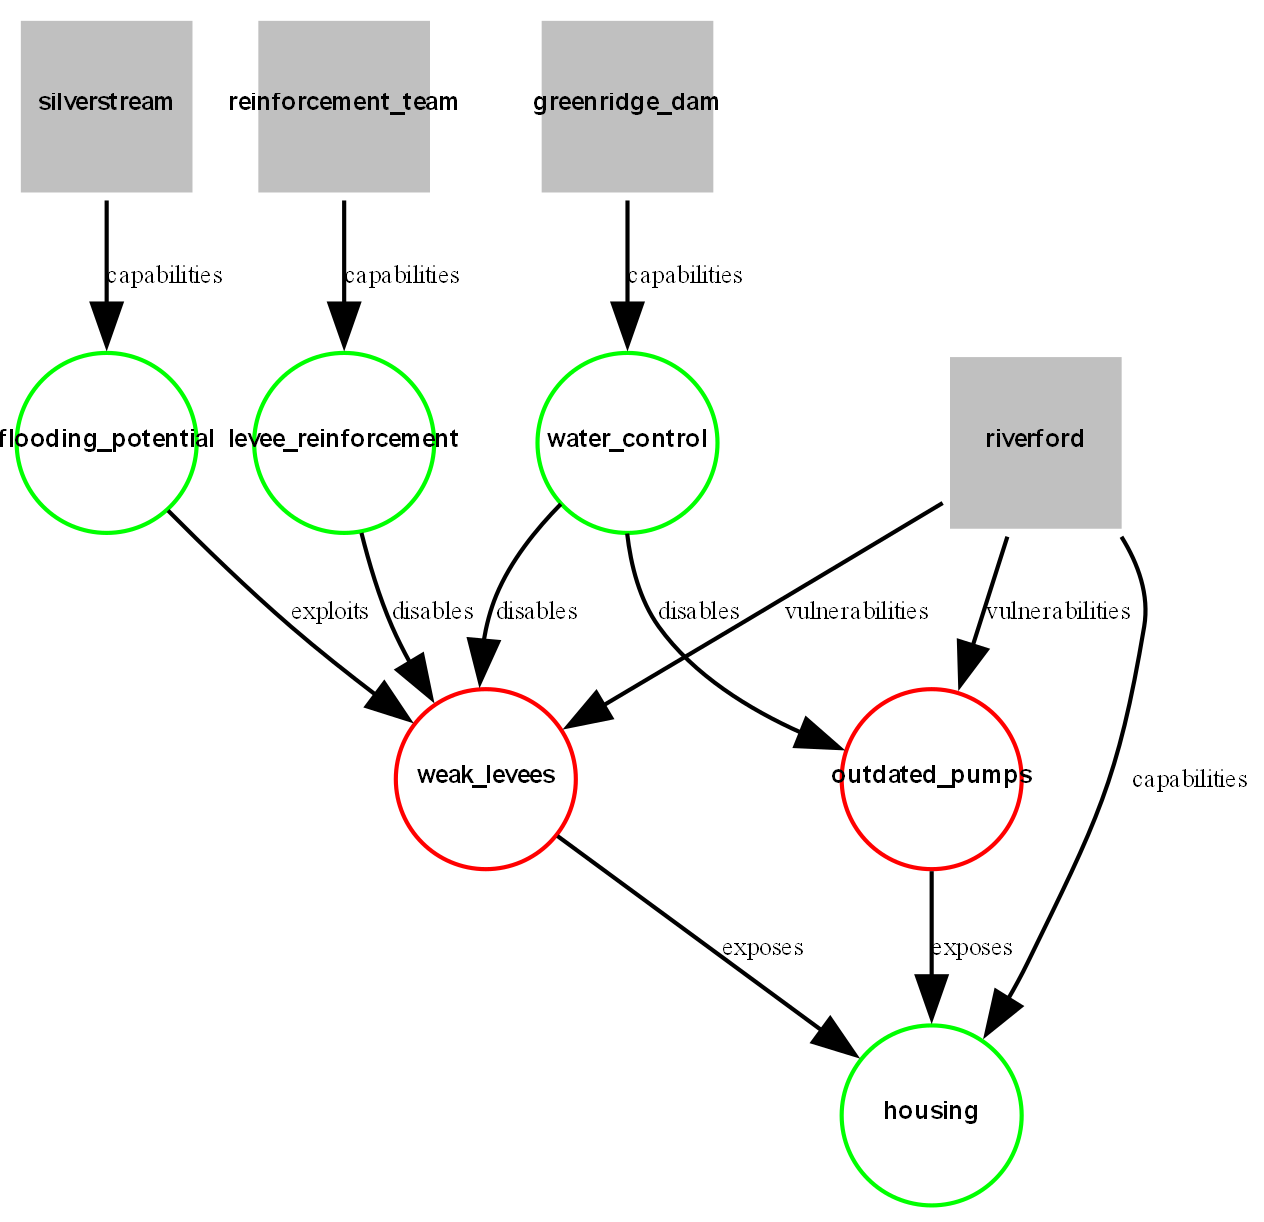 silverstream
reinforcement_team
greenridge_dam
capabilities
capabilities
capabilities
flooding_potential
levee_reinforcement
water_control
riverford
exploits
disables
disables
disables
vulnerabilities
vulnerabilities
weak_levees
outdated_pumps
capabilities
exposes
exposes
housing